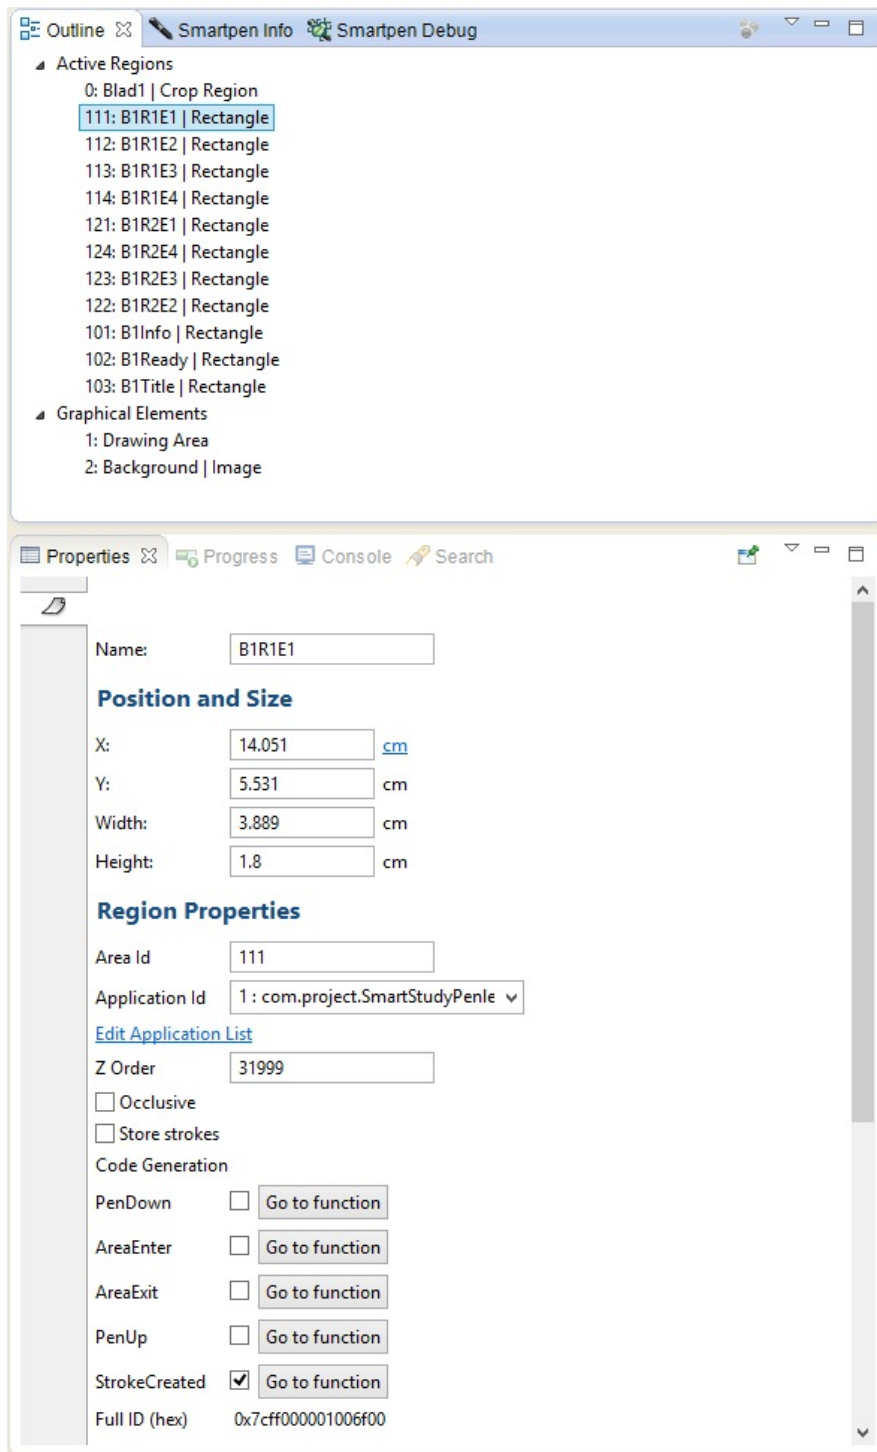 Outline Smartpen Info Smartpen Debug
Active Regions
0: Blad1 | Crop Region
111: B1R1E1 | Rectangle
112: B1R1E2 | Rectangle
113: B1R1E3 | Rectangle
114: B1R1E4 | Rectangle
121: B1R2E1 | Rectangle
124: B1R2E4 | Rectangle
123: B1R2E3 | Rectangle
122: B1R2E2 | Rectangle
101: B1Info | Rectangle
102: B1Ready | Rectangle
103: B1Title | Rectangle
Graphical Elements
1: Drawing Area
2: Background | Image
Properties Progress Console Search
Name: B1R1E1
Position and Size
X: 14.051 cm
Y: 5.531 cm
Width: 3.889 cm
Height: 1.8 cm
Region Properties
Area Id 111
Application Id 1 : com.project.SmartStudyPenle
Edit Application List
Z Order 31999
Occlusive
Store strokes
Code Generation
PenDown Go to function
AreaEnter Go to function
AreaExit Go to function
PenUp Go to function
StrokeCreated Go to function
Full ID (hex) 0x7cff000001006f00